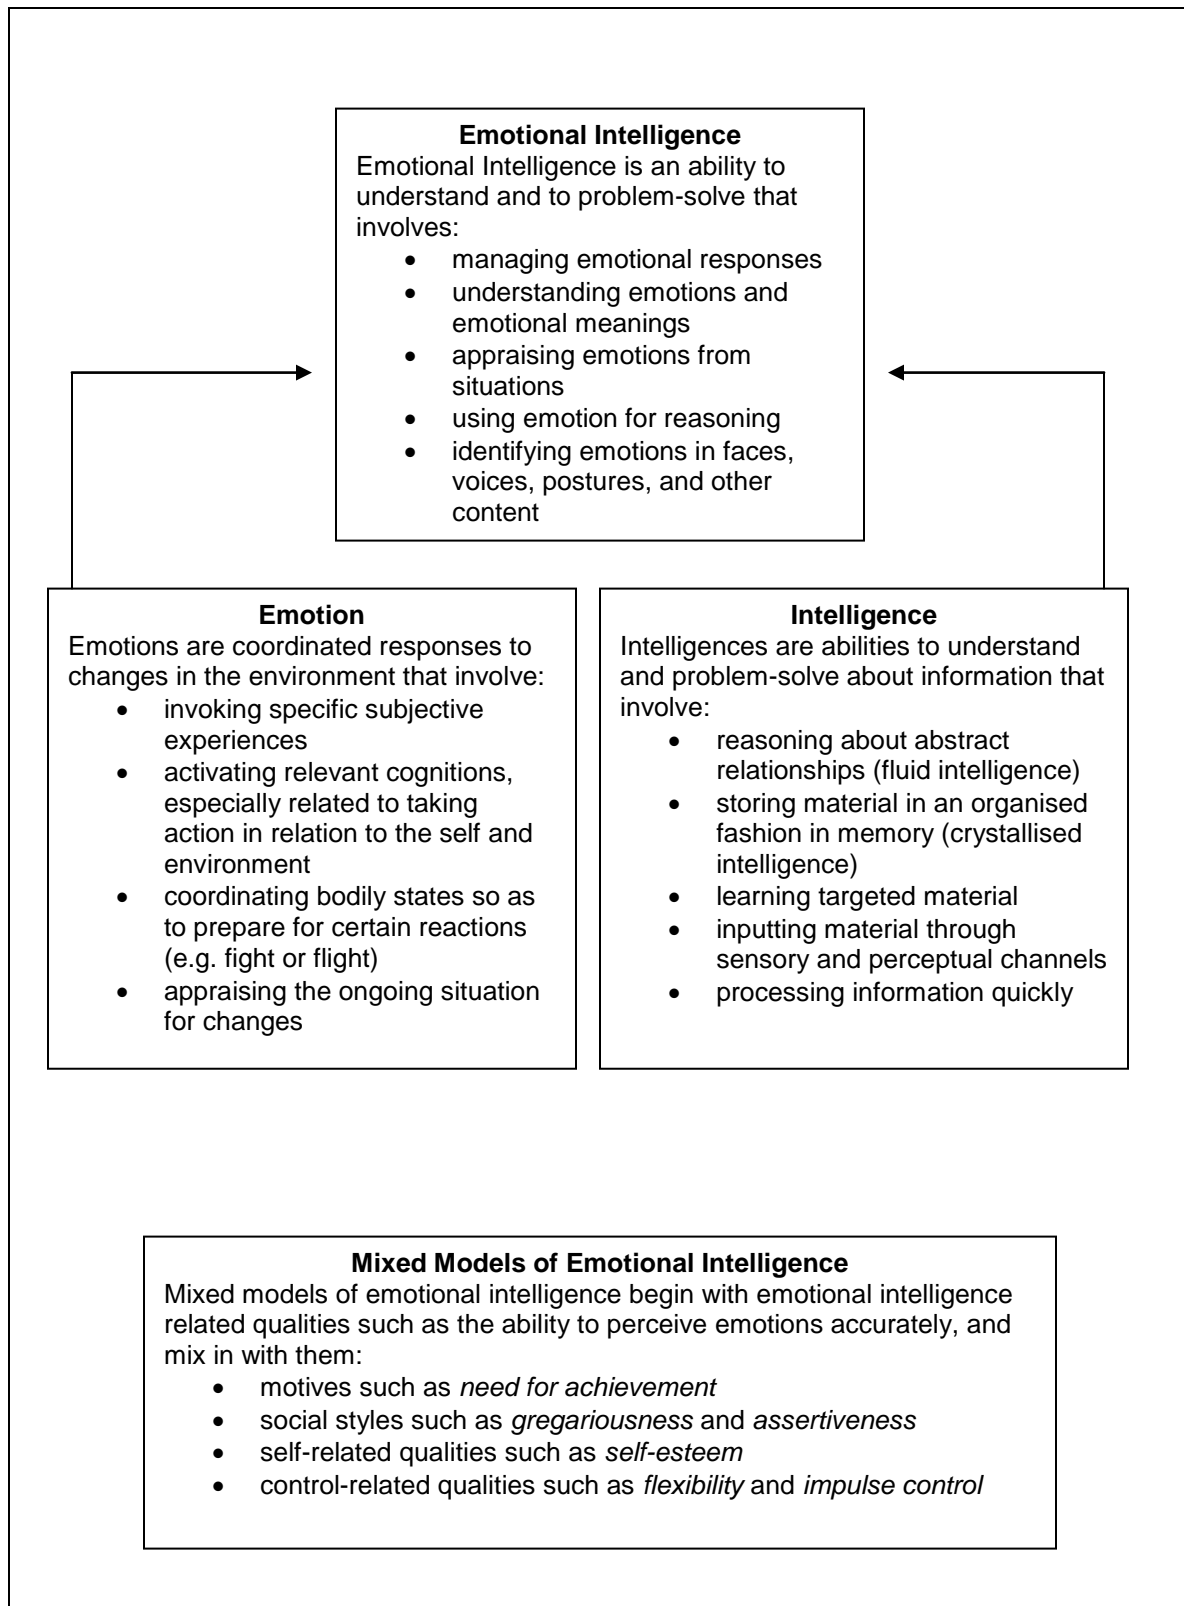 Emotional Intelligence
Emotional Intelligence is an ability to
understand and to problem-solve that
involves:
• managing emotional responses
• understanding emotions and
emotional meanings
• appraising emotions from
situations
• using emotion for reasoning
• identifying emotions in faces,
voices, postures, and other
content
Emotion
Emotions are coordinated responses to
changes in the environment that involve:
• invoking specific subjective
experiences
• activating relevant cognitions,
especially related to taking
action in relation to the self and
environment
• coordinating bodily states so as
to prepare for certain reactions
(e.g. fight or flight)
• appraising the ongoing situation
for changes
Intelligence
Intelligences are abilities to understand
and problem-solve about information that
involve:
• reasoning about abstract
relationships (fluid intelligence)
• storing material in an organised
fashion in memory (crystallised
intelligence)
• learning targeted material
• inputting material through
sensory and perceptual channels
• processing information quickly
Mixed Models of Emotional Intelligence
Mixed models of emotional intelligence begin with emotional intelligence
related qualities such as the ability to perceive emotions accurately, and
mix in with them:
• motives such as need for achievement
• social styles such as gregariousness and assertiveness
• self-related qualities such as self-esteem
• control-related qualities such as flexibility and impulse control